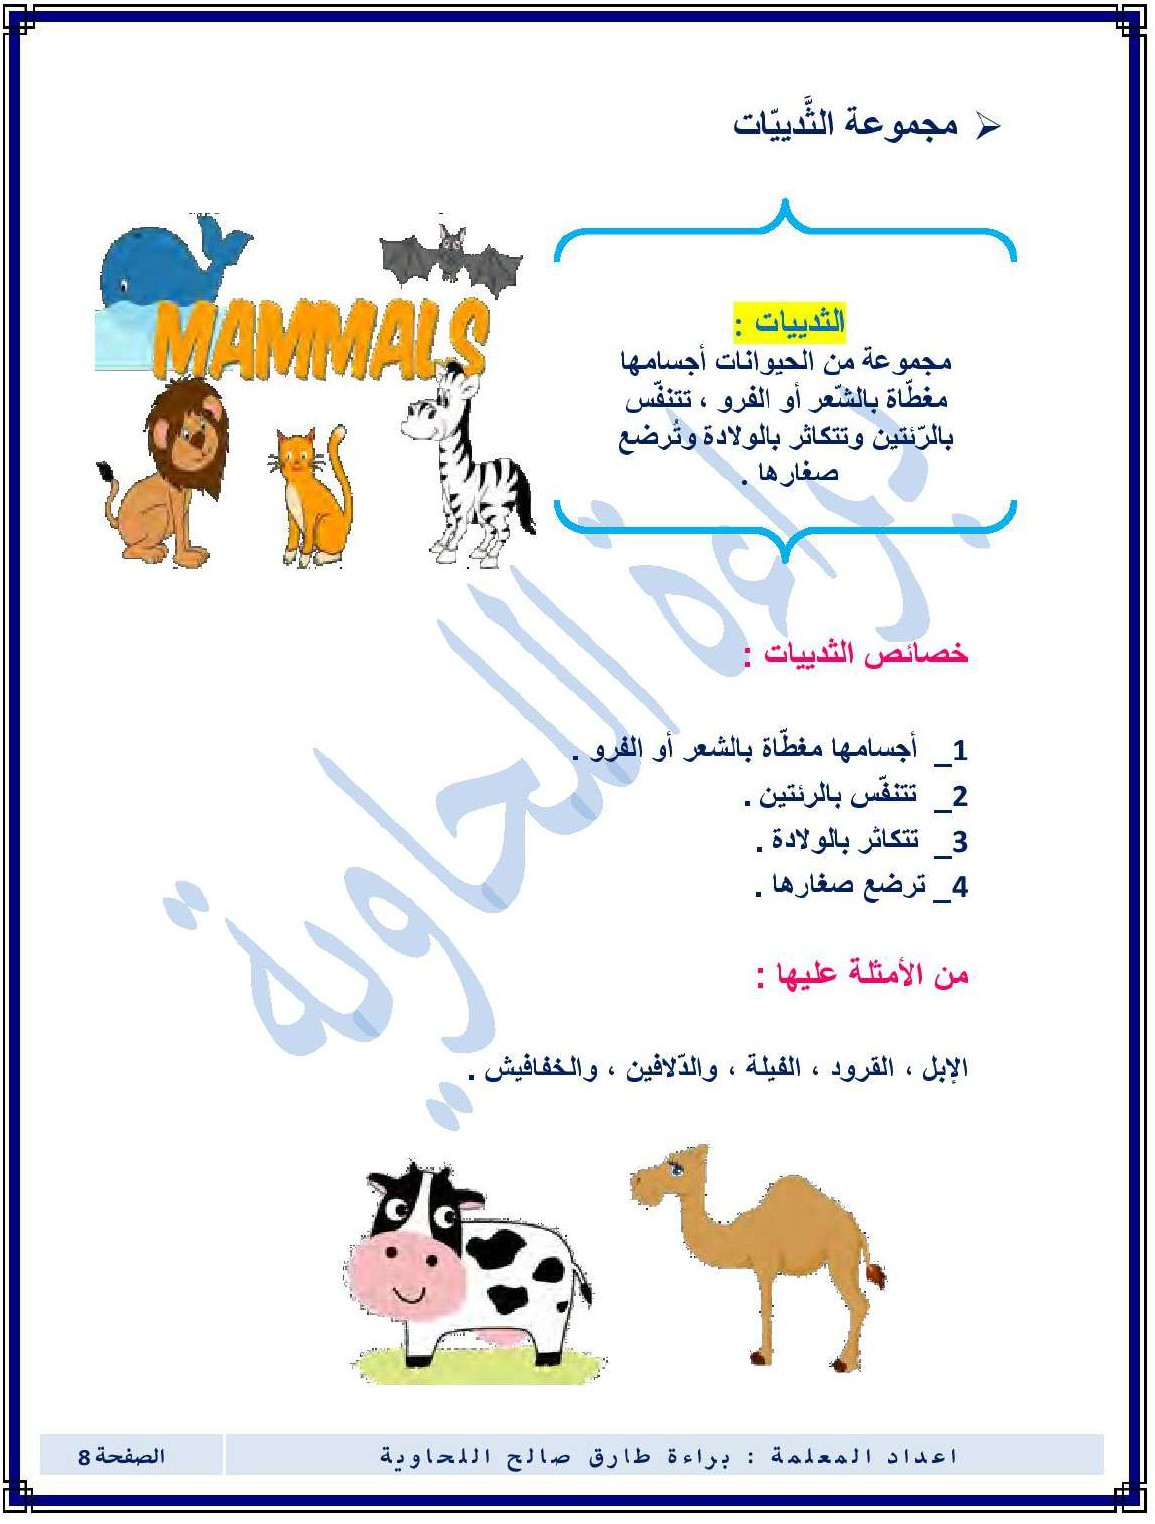 مجموعة الثَّدييّات
MAMMALS
الثدييات :
مجموعة من الحيوانات أجسامها
مغطّاة بالشّعر أو الفرو ، تتنفّس
بالرّئتين وتتكاثر بالولادة وتُرضع
صغارها .
خصائص الثدييات :
1_ أجسامها مغطّاة بالشعر أو الفرو .
2_ تتنفّس بالرئتين .
3_ تتكاثر بالولادة .
4_ ترضع صغارها .
من الأمثلة عليها :
الإبل ، القرود ، الفيلة ، والدّلافين ، والخفافيش .
براءة اللحاوية
اعداد المعلمة : براءة طارق صالح اللحاوية
الصفحة 8